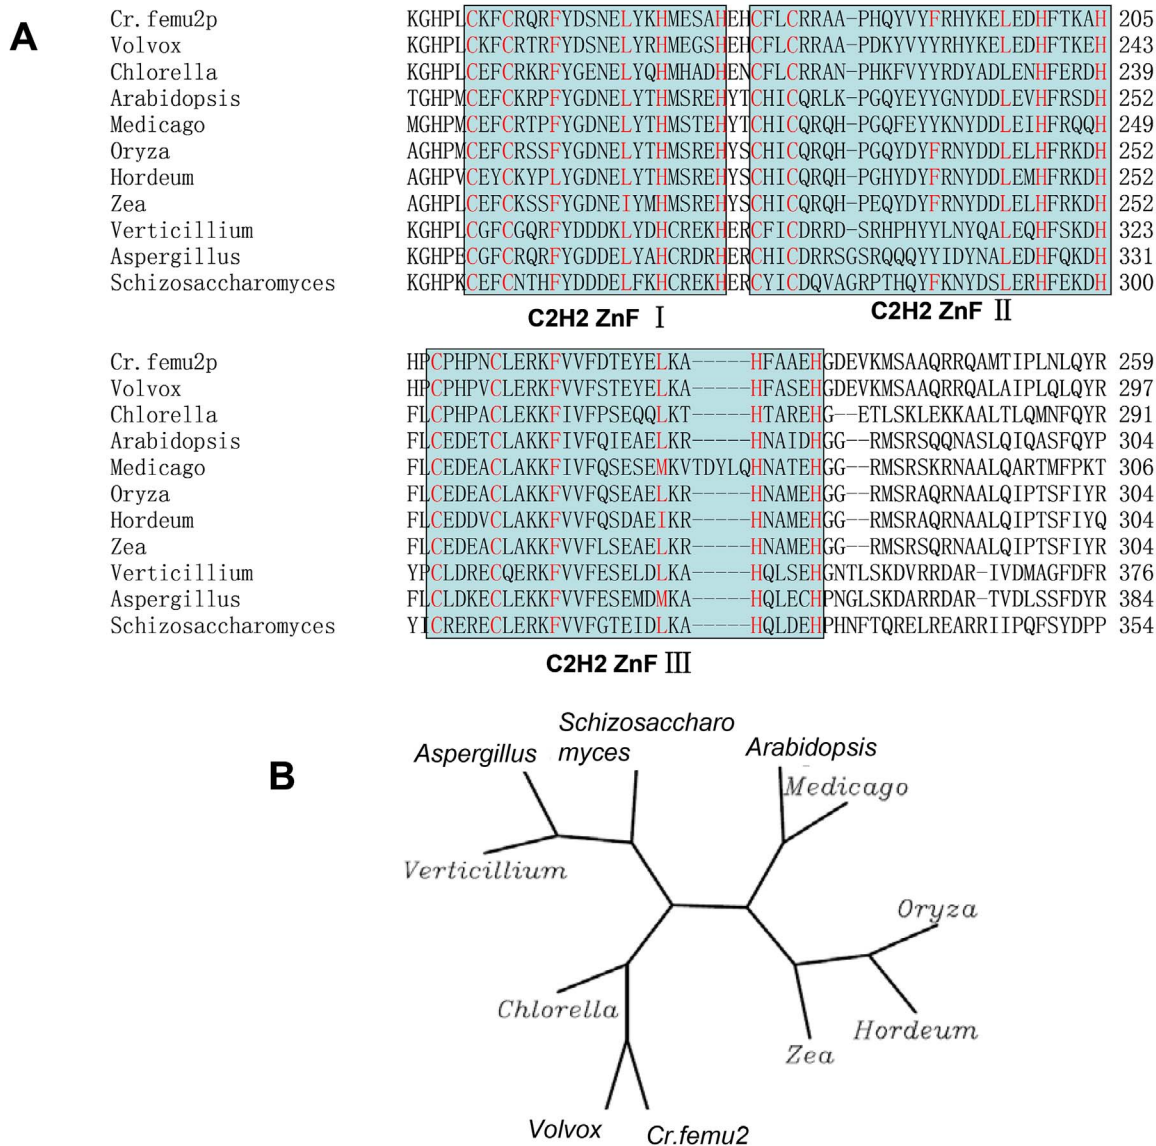 A
Cr.femu2p KGHPLCKFCRQRFYDSNELYKHMESAHEHCFLCRRAA-PHQYVYFRHYKELEDHFTKAH 205
Volvox KGHPLCKFCRTRFYDSNELYRHMEGSHEHCFLCRRAA-PDKYVYYRHYKELEDHFTKEH 243
Chlorella KGHPLCEFCRKRFYGENELYQHMHADHENCFLCRRAN-PHKFVYYRDYADLENHFERDH 239
Arabidopsis TGHPMCEFCKRPFYGDNELYTHMSREHYTCHICQRLK-PGQYEYYGNYDDLEVHFRSDH 252
Medicago MGHPMCEFCRTPFYGDNELYTHMSTEHYTCHICQRQH-PGQFEYYKNYDDLEIHFRQQH 249
Oryza AGHPMCEFCRSSFYGDNELYTHMSREHYSCHICQRQH-PGQYDYFRNYDDLELHFRKDH 252
Hordeum AGHPVCEYCKYPLYGDNELYTHMSREHYSCHICQRQH-PGHYDYFRNYDDLEMHFRKDH 252
Zea AGHPLCEFCKSSFYGDNEIYMHMSREHYSCHICQRQH-PEQYDYFRNYDDLELHFRKDH 252
Verticillium KGHPLCGFCGQRFYDDDKLYDHCREKHERCFICDRRD-SRHPHYYLNYQALEQHFSKDH 323
Aspergillus KGHPECGFCRQRFYGDDELYAHCRDRHERCHICDRRSGSRQQQYYIDYNALEDHFQKDH 331
Schizosaccharomyces KGHPKCEFCNTHFYDDDELFKHCREKHERCYICDQVAGRPTHQYFKNYDSLERHFEKDH 300
C2H2 ZnF I C2H2 ZnF II
Cr.femu2p HPCPHPNCLERKFVVFDTEYELKA-----HFAAEHGDEVKMSAAQRRQAMTIPLNLQYR 259
Volvox HPCPHPVCLERKFVVFSTEYELKA-----HFASEHGDEVKMSAAQRRQALAIPLQLQYR 297
Chlorella FLCPHPACLEKKFIVFPSEQQLKT-----HTAREHG--ETLSKLEKKAALTLQMNFQYR 291
Arabidopsis FLCEDETCLAKKFIVFQIEAELKR-----HNAIDHGG--RMSRSQQNASLQIQASFQYP 304
Medicago FLCEDEACLAKKFIVFQSESEMKVTDYLQHNATEHGG--RMSRSKRNAALQARTMFPKT 306
Oryza FLCEDEACLAKKFVVFQSEAELKR-----HNAMEHGG--RMSRAQRNAALQIPTSFIYR 304
Hordeum FLCEDDVCLAKKFVVFQSDAEIKR-----HNAMEHGG--RMSRAQRNAALQIPTSFIYQ 304
Zea FLCEDEACLAKKFVVFLSEAELKR-----HNAMEHGG--RMSRSQRNAALQIPTSFIYR 304
Verticillium YPCLDRECQERKFVVFESELDLKA-----HQLSEHGNTLSKDVRRDAR-IVDMAGFDFR 376
Aspergillus FLCLDKECLEKKFVVFESEMDMKA-----HQLECHPNGLSKDARRDAR-TVDLSSFDYR 384
Schizosaccharomyces YICRERECLERKFVVFGTEIDLKA-----HQLDEHPHNFTQRELREARRIIPQFSYDPP 354
C2H2 ZnF III
B
Schizosaccharo
myces
Aspergillus
Arabidopsis
Medicago
Verticillium
Oryza
Chlorella
Hordeum
Zea
Volvox
Cr.femu2